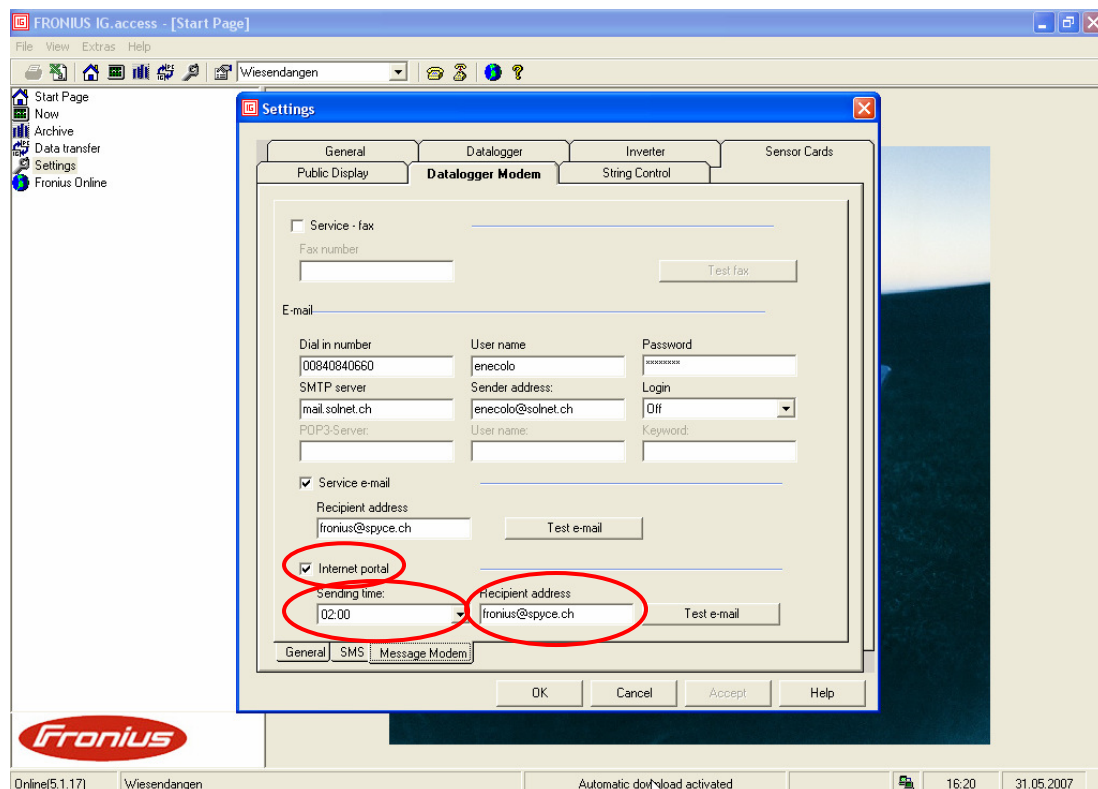 FRONIUS IG.access - [Start Page]
File View Extras Help
Wiesendangen
Start Page
Now
Archive
Data transfer
Settings
Fronius Online
Settings
General Datalogger Inverter Sensor Cards
Public Display Datalogger Modem String Control
Service - fax
Fax number
Test fax
E-mail
Dial in number User name Password
00840840660 enecolo ********
SMTP server Sender address: Login
mail.solnet.ch enecolo@solnet.ch Off
POP3-Server: User name: Keyword:
Service e-mail
Recipient address
fronius@spyce.ch Test e-mail
Internet portal
Sending time: Recipient address
02:00 fronius@spyce.ch Test e-mail
General SMS Message Modem
OK Cancel Accept Help
Fronius
Online(5.1.17) Wiesendangen Automatic download activated 16:20 31.05.2007